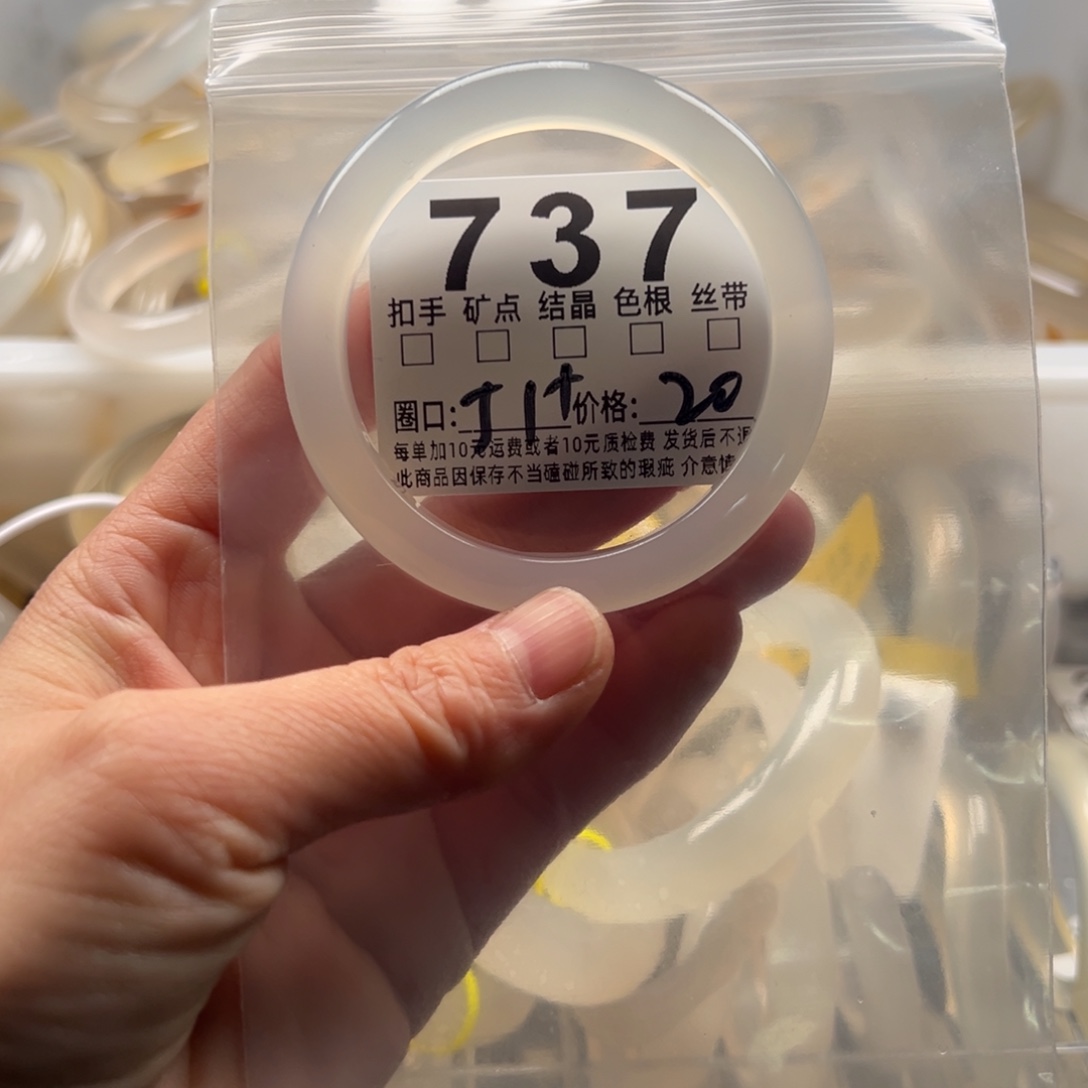 737
扣手 矿点 结晶 色根 丝带
圈口: 价格: 20
每单加10元运费或者10元质检费 发货后不退
此商品因保存不当磕碰所致的瑕疵 介意慎